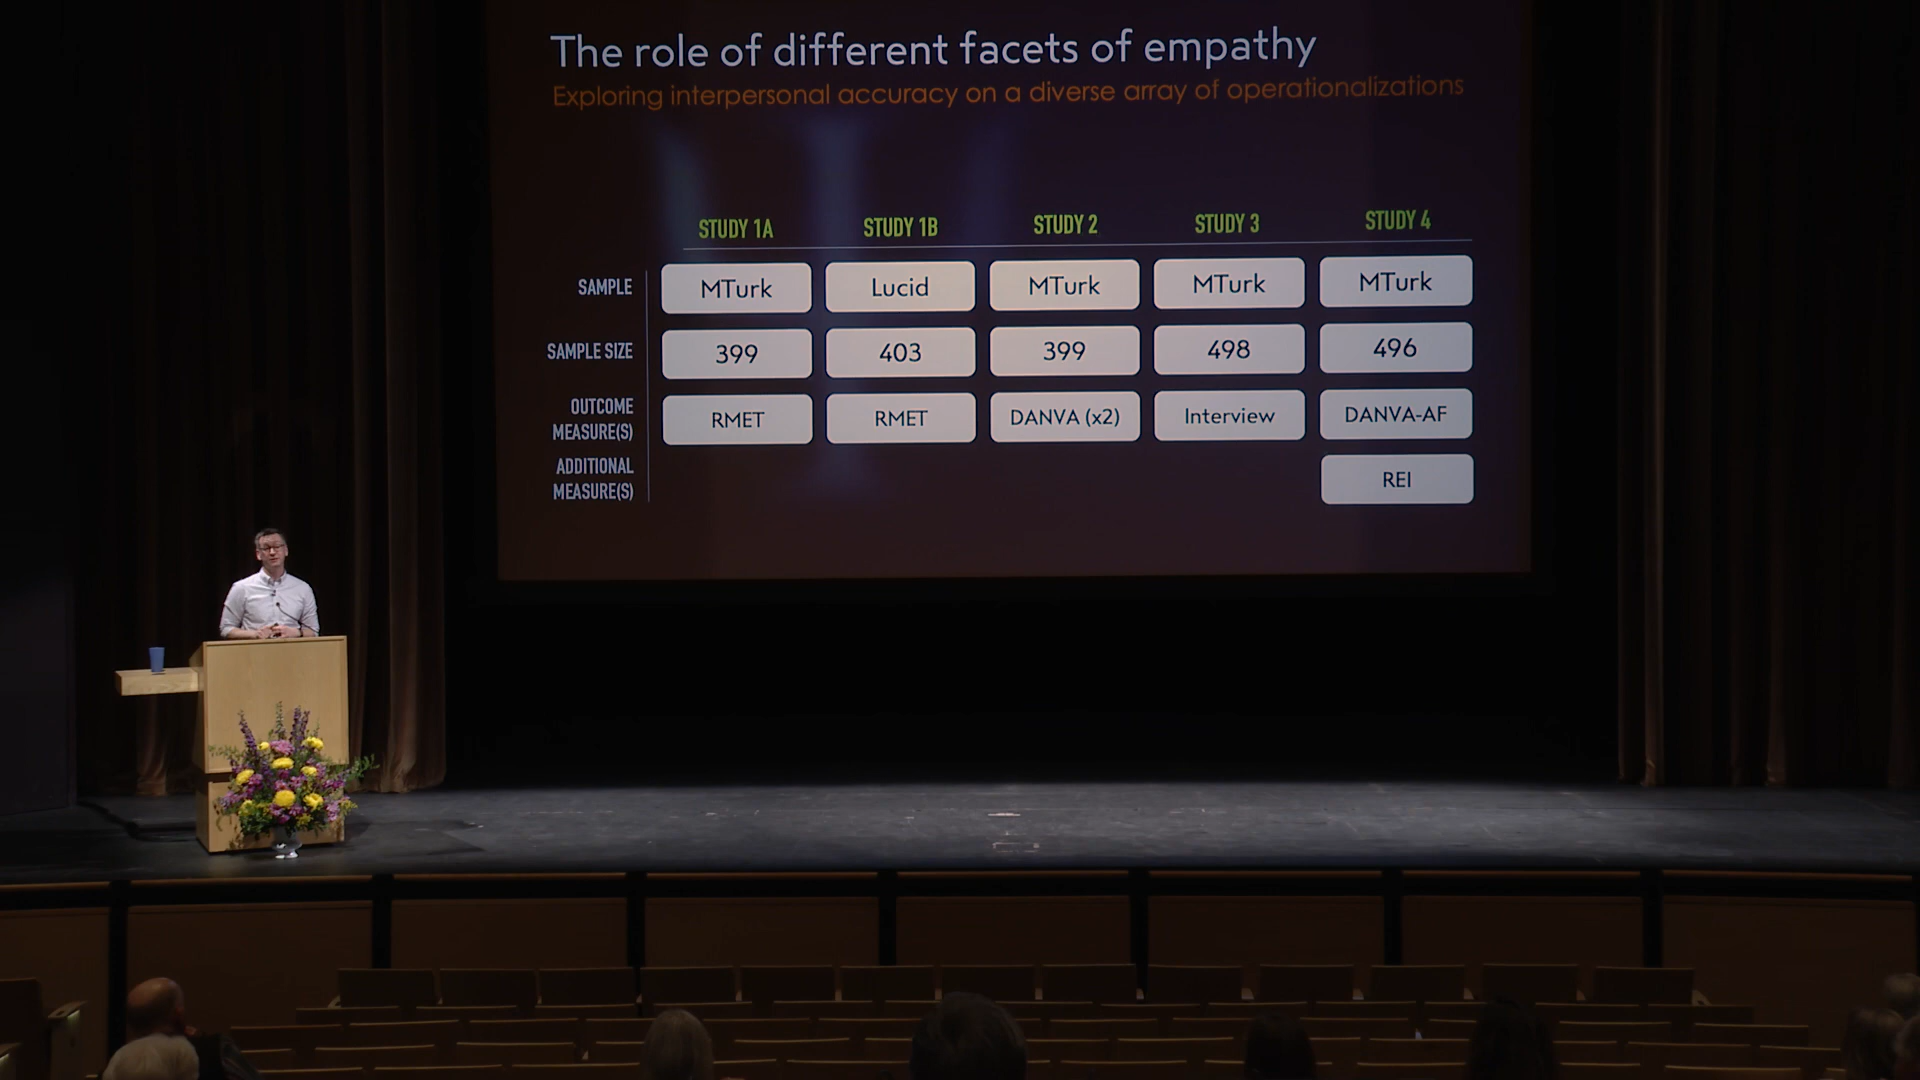 The role of different facets of empathy
Exploring interpersonal accuracy on a diverse array of operationalizations
STUDY 1A STUDY 1B STUDY 2 STUDY 3 STUDY 4
SAMPLE MTurk Lucid MTurk MTurk MTurk
SAMPLE SIZE 399 403 399 498 496
OUTCOME
MEASURE(S) RMET RMET DANVA (x2) Interview DANVA-AF
ADDITIONAL
MEASURE(S) REI